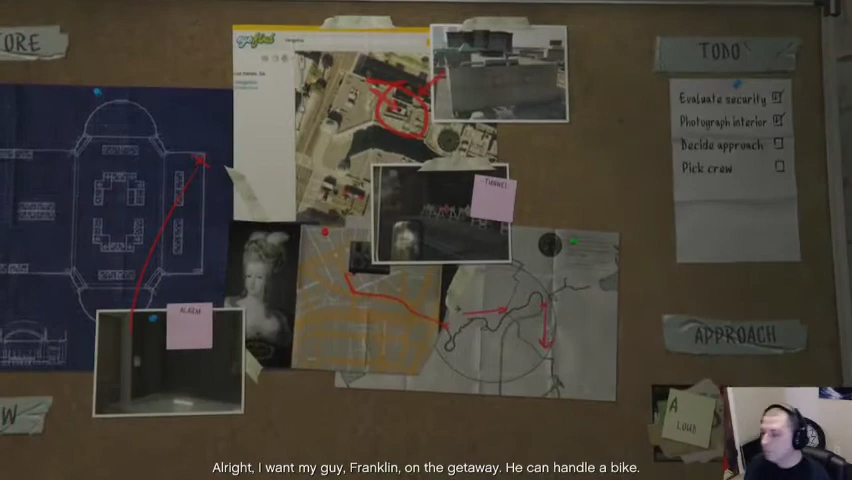 TODO
Evaluate security
Photograph interior
Decide approach
Pick crew
TUNNEL
ALARM
APPROACH
A
LOUD
Alright, I want my guy, Franklin, on the getaway. He can handle a bike.